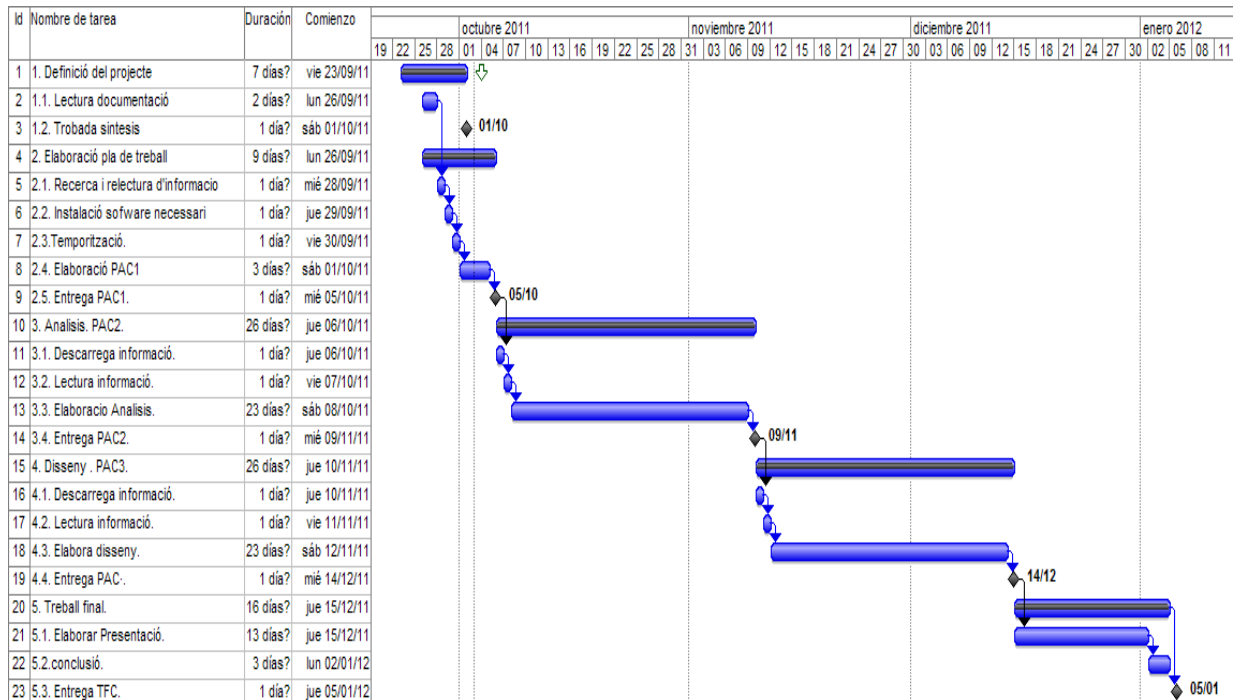 Id Nombre de tarea Duración Comienzo
octubre 2011 noviembre 2011 diciembre 2011 enero 2012
19 22 25 28 01 04 07 10 13 16 19 22 25 28 31 03 06 09 12 15 18 21 24 27 30 03 06 09 12 15 18 21 24 27 30 02 05 08 11
1 1. Definició del projecte 7 días? vie 23/09/11
2 1.1. Lectura documentació 2 días? lun 26/09/11
3 1.2. Trobada sintesis 1 día? sáb 01/10/11 01/10
4 2. Elaboració pla de treball 9 días? lun 26/09/11
5 2.1. Recerca i relectura d'informacio 1 día? mié 28/09/11
6 2.2. Instalació sofware necessari 1 día? jue 29/09/11
7 2.3.Temporització. 1 día? vie 30/09/11
8 2.4. Elaboració PAC1 3 días? sáb 01/10/11
9 2.5. Entrega PAC1. 1 día? mié 05/10/11 05/10
10 3. Analisis. PAC2. 26 días? jue 06/10/11
11 3.1. Descarrega informació. 1 día? jue 06/10/11
12 3.2. Lectura informació. 1 día? vie 07/10/11
13 3.3. Elaboracio Analisis. 23 días? sáb 08/10/11
14 3.4. Entrega PAC2. 1 día? mié 09/11/11 09/11
15 4. Disseny . PAC3. 26 días? jue 10/11/11
16 4.1. Descarrega informació. 1 día? jue 10/11/11
17 4.2. Lectura informació. 1 día? vie 11/11/11
18 4.3. Elabora disseny. 23 días? sáb 12/11/11
19 4.4. Entrega PAC·. 1 día? mié 14/12/11 14/12
20 5. Treball final. 16 días? jue 15/12/11
21 5.1. Elaborar Presentació. 13 días? jue 15/12/11
22 5.2.conclusió. 3 días? lun 02/01/12
23 5.3. Entrega TFC. 1 día? jue 05/01/12 05/01